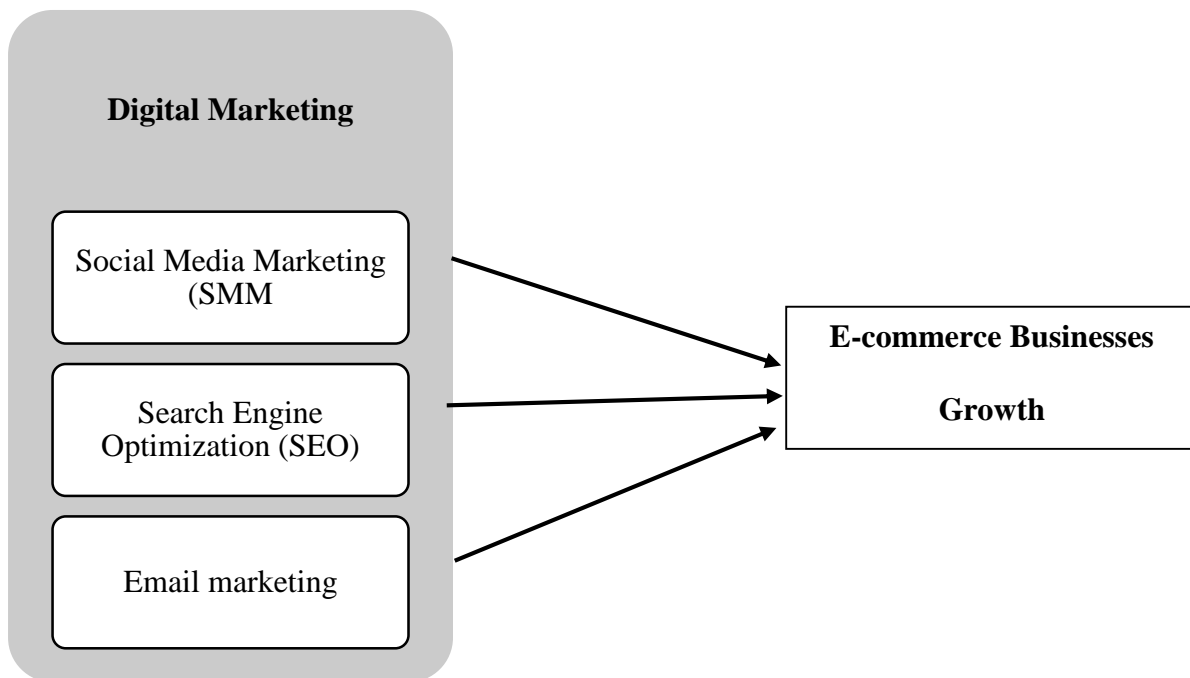 Digital Marketing
Social Media Marketing
(SMM
Search Engine
Optimization (SEO)
Email marketing
E-commerce Businesses
Growth